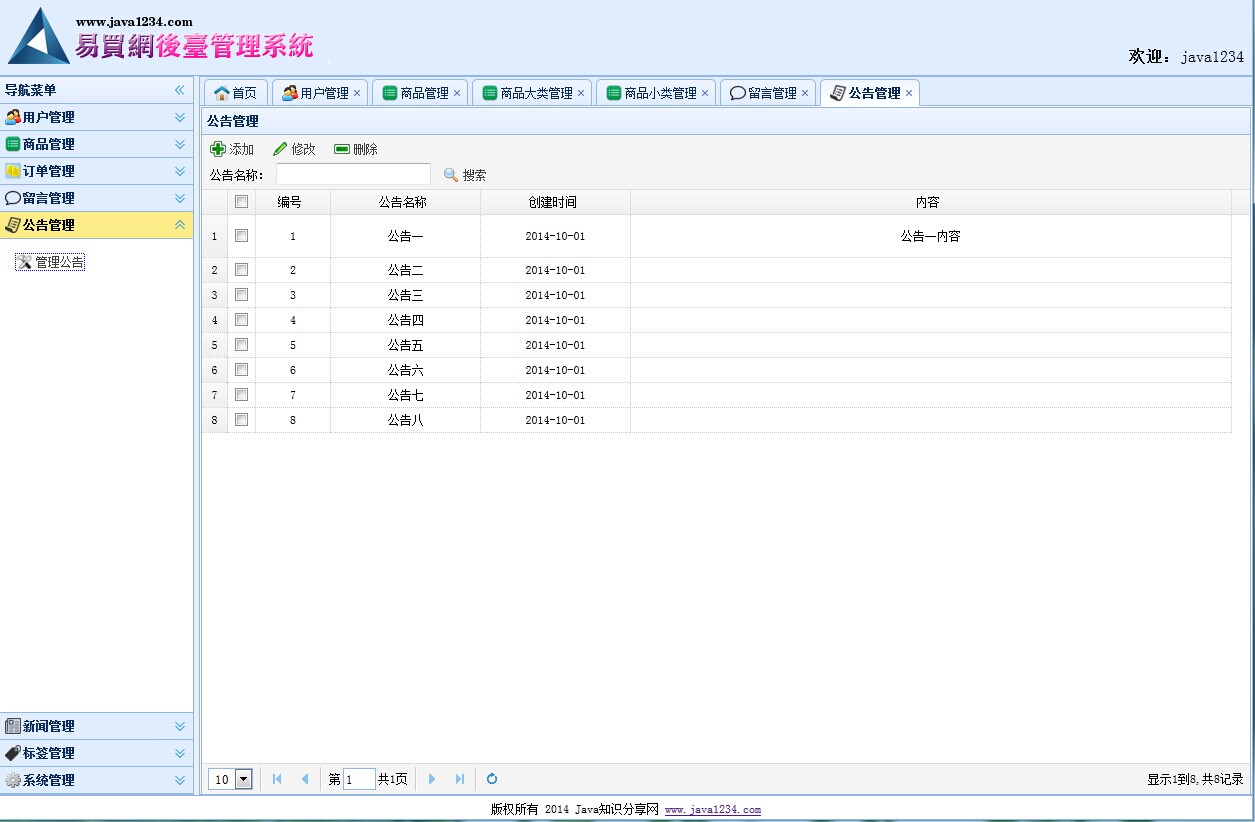 www.java1234.com
易買網後臺管理系統
欢迎： java1234
导航菜单
用户管理
商品管理
订单管理
留言管理
公告管理
管理公告
新闻管理
标签管理
系统管理
首页 用户管理 商品管理 商品大类管理 商品小类管理 留言管理 公告管理
公告管理
添加 修改 删除
公告名称： 搜索
编号 公告名称 创建时间 内容
1 1 公告一 2014-10-01 公告一内容
2 2 公告二 2014-10-01
3 3 公告三 2014-10-01
4 4 公告四 2014-10-01
5 5 公告五 2014-10-01
6 6 公告六 2014-10-01
7 7 公告七 2014-10-01
8 8 公告八 2014-10-01
10 第 1 共1页 显示1到8,共8记录
版权所有 2014 Java知识分享网 www.java1234.com